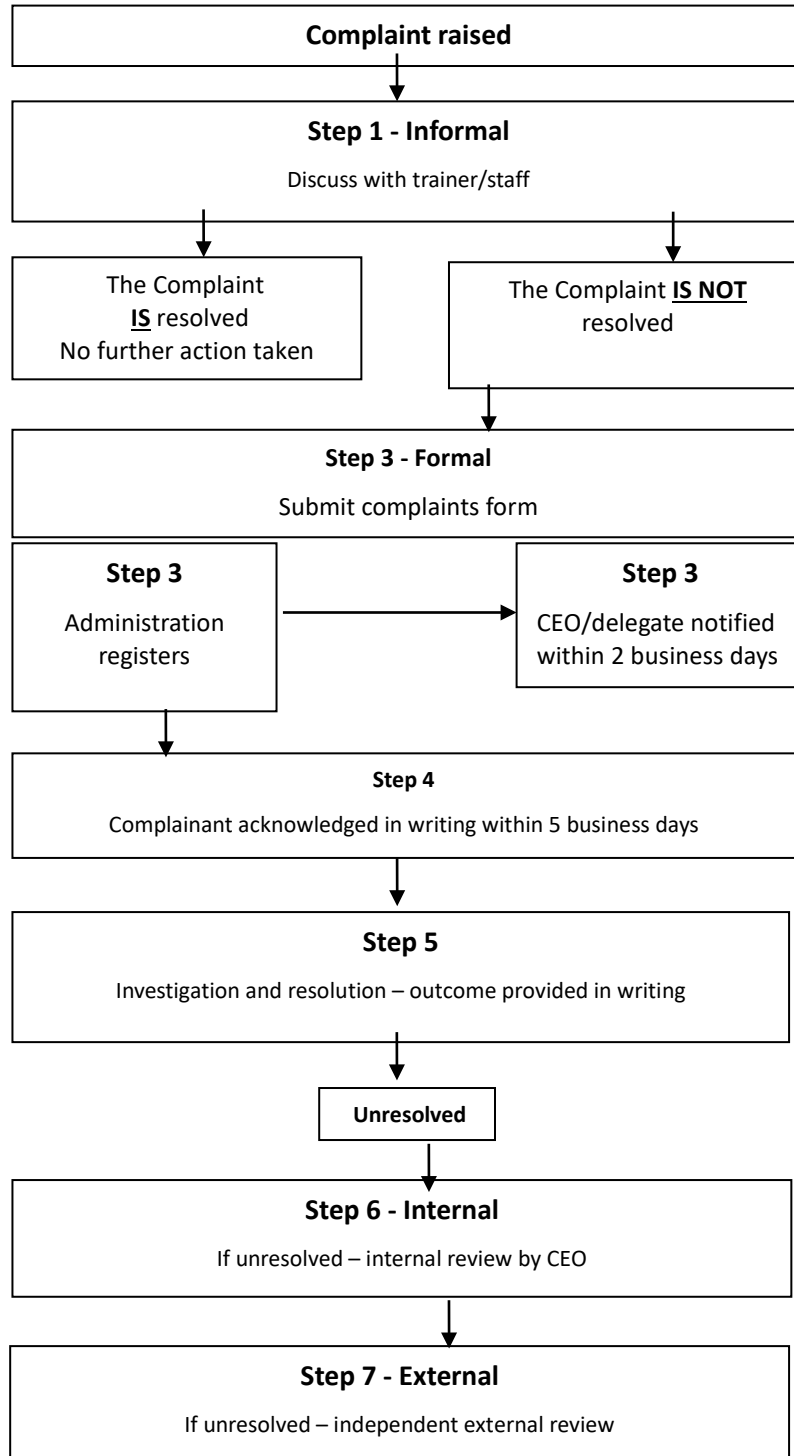 Complaint raised
Step 1 - Informal
Discuss with trainer/staff
The Complaint
IS resolved
No further action taken
The Complaint IS NOT
resolved
Step 3 - Formal
Submit complaints form
Step 3
Administration
registers
Step 3
CEO/delegate notified
within 2 business days
Step 4
Complainant acknowledged in writing within 5 business days
Step 5
Investigation and resolution – outcome provided in writing
Unresolved
Step 6 - Internal
If unresolved – internal review by CEO
Step 7 - External
If unresolved – independent external review